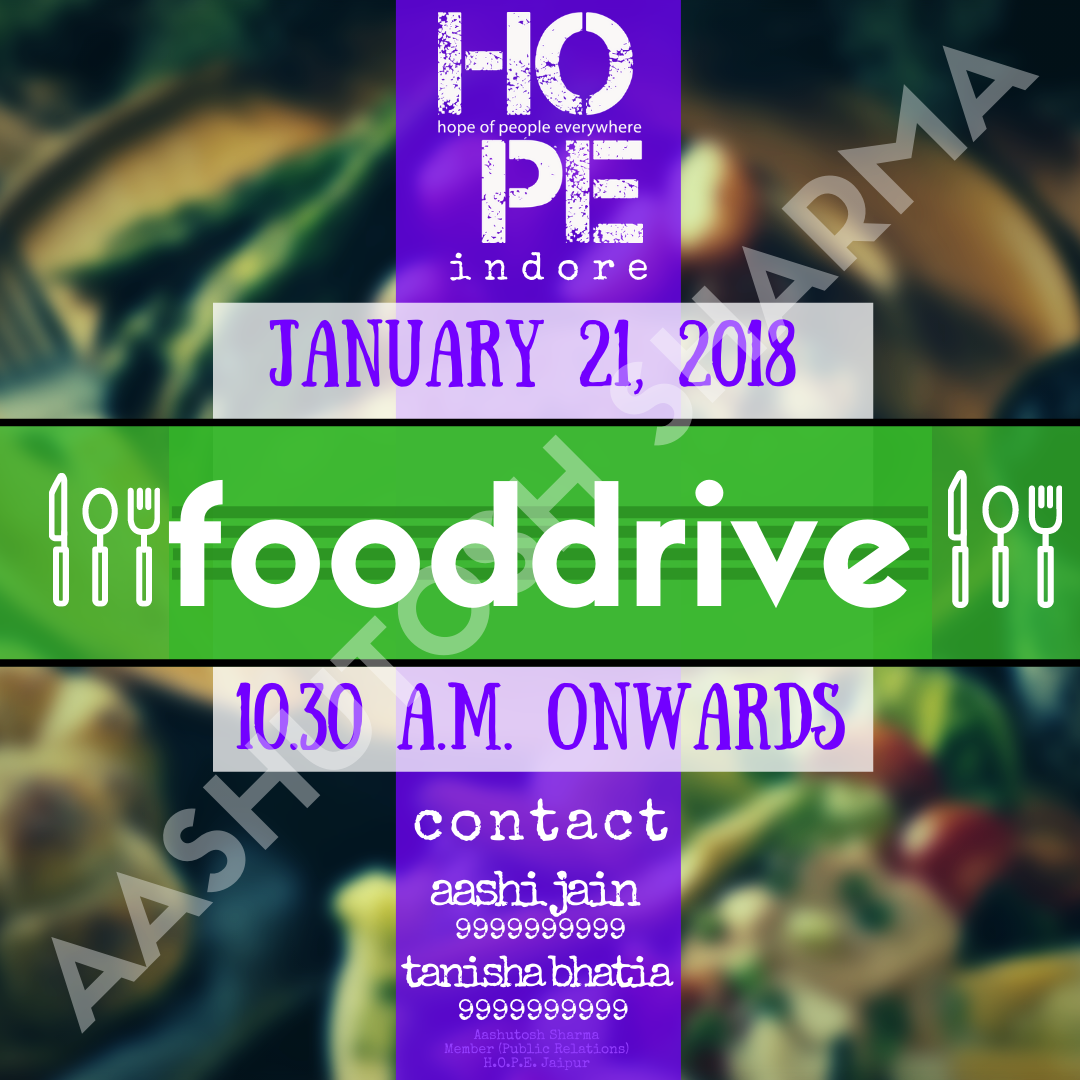 HO
hope of people everywhere
PE
indore
JANUARY 21, 2018
fooddrive
10.30 A.M. ONWARDS
contact
aashi jain
9999999999
tanisha bhatia
9999999999
Aashutosh Sharma
Member (Public Relations)
H.O.P.E. Jaipur
AASHUTOSH SHARMA